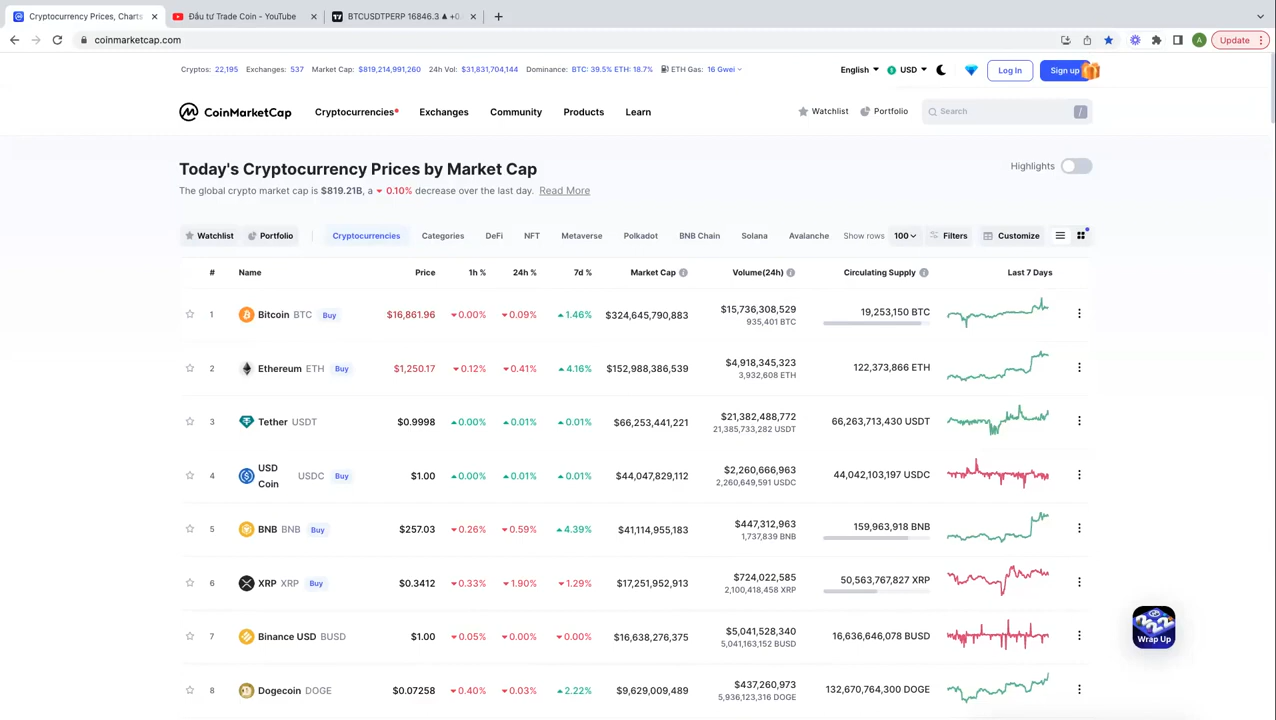 Cryptocurrency Prices, Charts
Đầu tư Trade Coin - YouTube
BTCUSDTPERP 16846.3 ▲ +0.
coinmarketcap.com
A
Update
Cryptos: 22,195 Exchanges: 537 Market Cap: $819,214,991,260 24h Vol: $31,831,704,144 Dominance: BTC: 39.5% ETH: 18.7% ETH Gas: 16 Gwei
English USD Log In Sign up
CoinMarketCap Cryptocurrencies Exchanges Community Products Learn Watchlist Portfolio Search /
Today's Cryptocurrency Prices by Market Cap
Highlights
The global crypto market cap is $819.21B, a ▼ 0.10% decrease over the last day. Read More
Watchlist Portfolio Cryptocurrencies Categories DeFi NFT Metaverse Polkadot BNB Chain Solana Avalanche Show rows 100 Filters Customize
# Name Price 1h % 24h % 7d % Market Cap Volume(24h) Circulating Supply Last 7 Days
1 Bitcoin BTC Buy $16,861.96 ▼0.00% ▼0.09% ▲1.46% $324,645,790,883 $15,736,308,529 19,253,150 BTC
935,401 BTC
2 Ethereum ETH Buy $1,250.17 ▼0.12% ▼0.41% ▲4.16% $152,988,386,539 $4,918,345,323 122,373,866 ETH
3,932,608 ETH
3 Tether USDT $0.9998 ▲0.00% ▲0.01% ▲0.01% $66,253,441,221 $21,382,488,772 66,263,713,430 USDT
21,385,733,282 USDT
4 USD Coin USDC Buy $1.00 ▲0.00% ▲0.01% ▲0.01% $44,047,829,112 $2,260,666,963 44,042,103,197 USDC
2,260,649,591 USDC
5 BNB BNB Buy $257.03 ▼0.26% ▼0.59% ▲4.39% $41,114,955,183 $447,312,963 159,963,918 BNB
1,737,839 BNB
6 XRP XRP Buy $0.3412 ▼0.33% ▼1.90% ▼1.29% $17,251,952,913 $724,022,585 50,563,767,827 XRP
2,100,418,458 XRP
7 Binance USD BUSD $1.00 ▼0.05% ▼0.00% ▼0.00% $16,638,276,375 $5,041,528,340 16,636,646,078 BUSD
5,041,163,152 BUSD
Wrap Up
8 Dogecoin DOGE $0.07258 ▼0.40% ▼0.03% ▲2.22% $9,629,009,489 $437,260,973 132,670,764,300 DOGE
5,936,123,316 DOGE